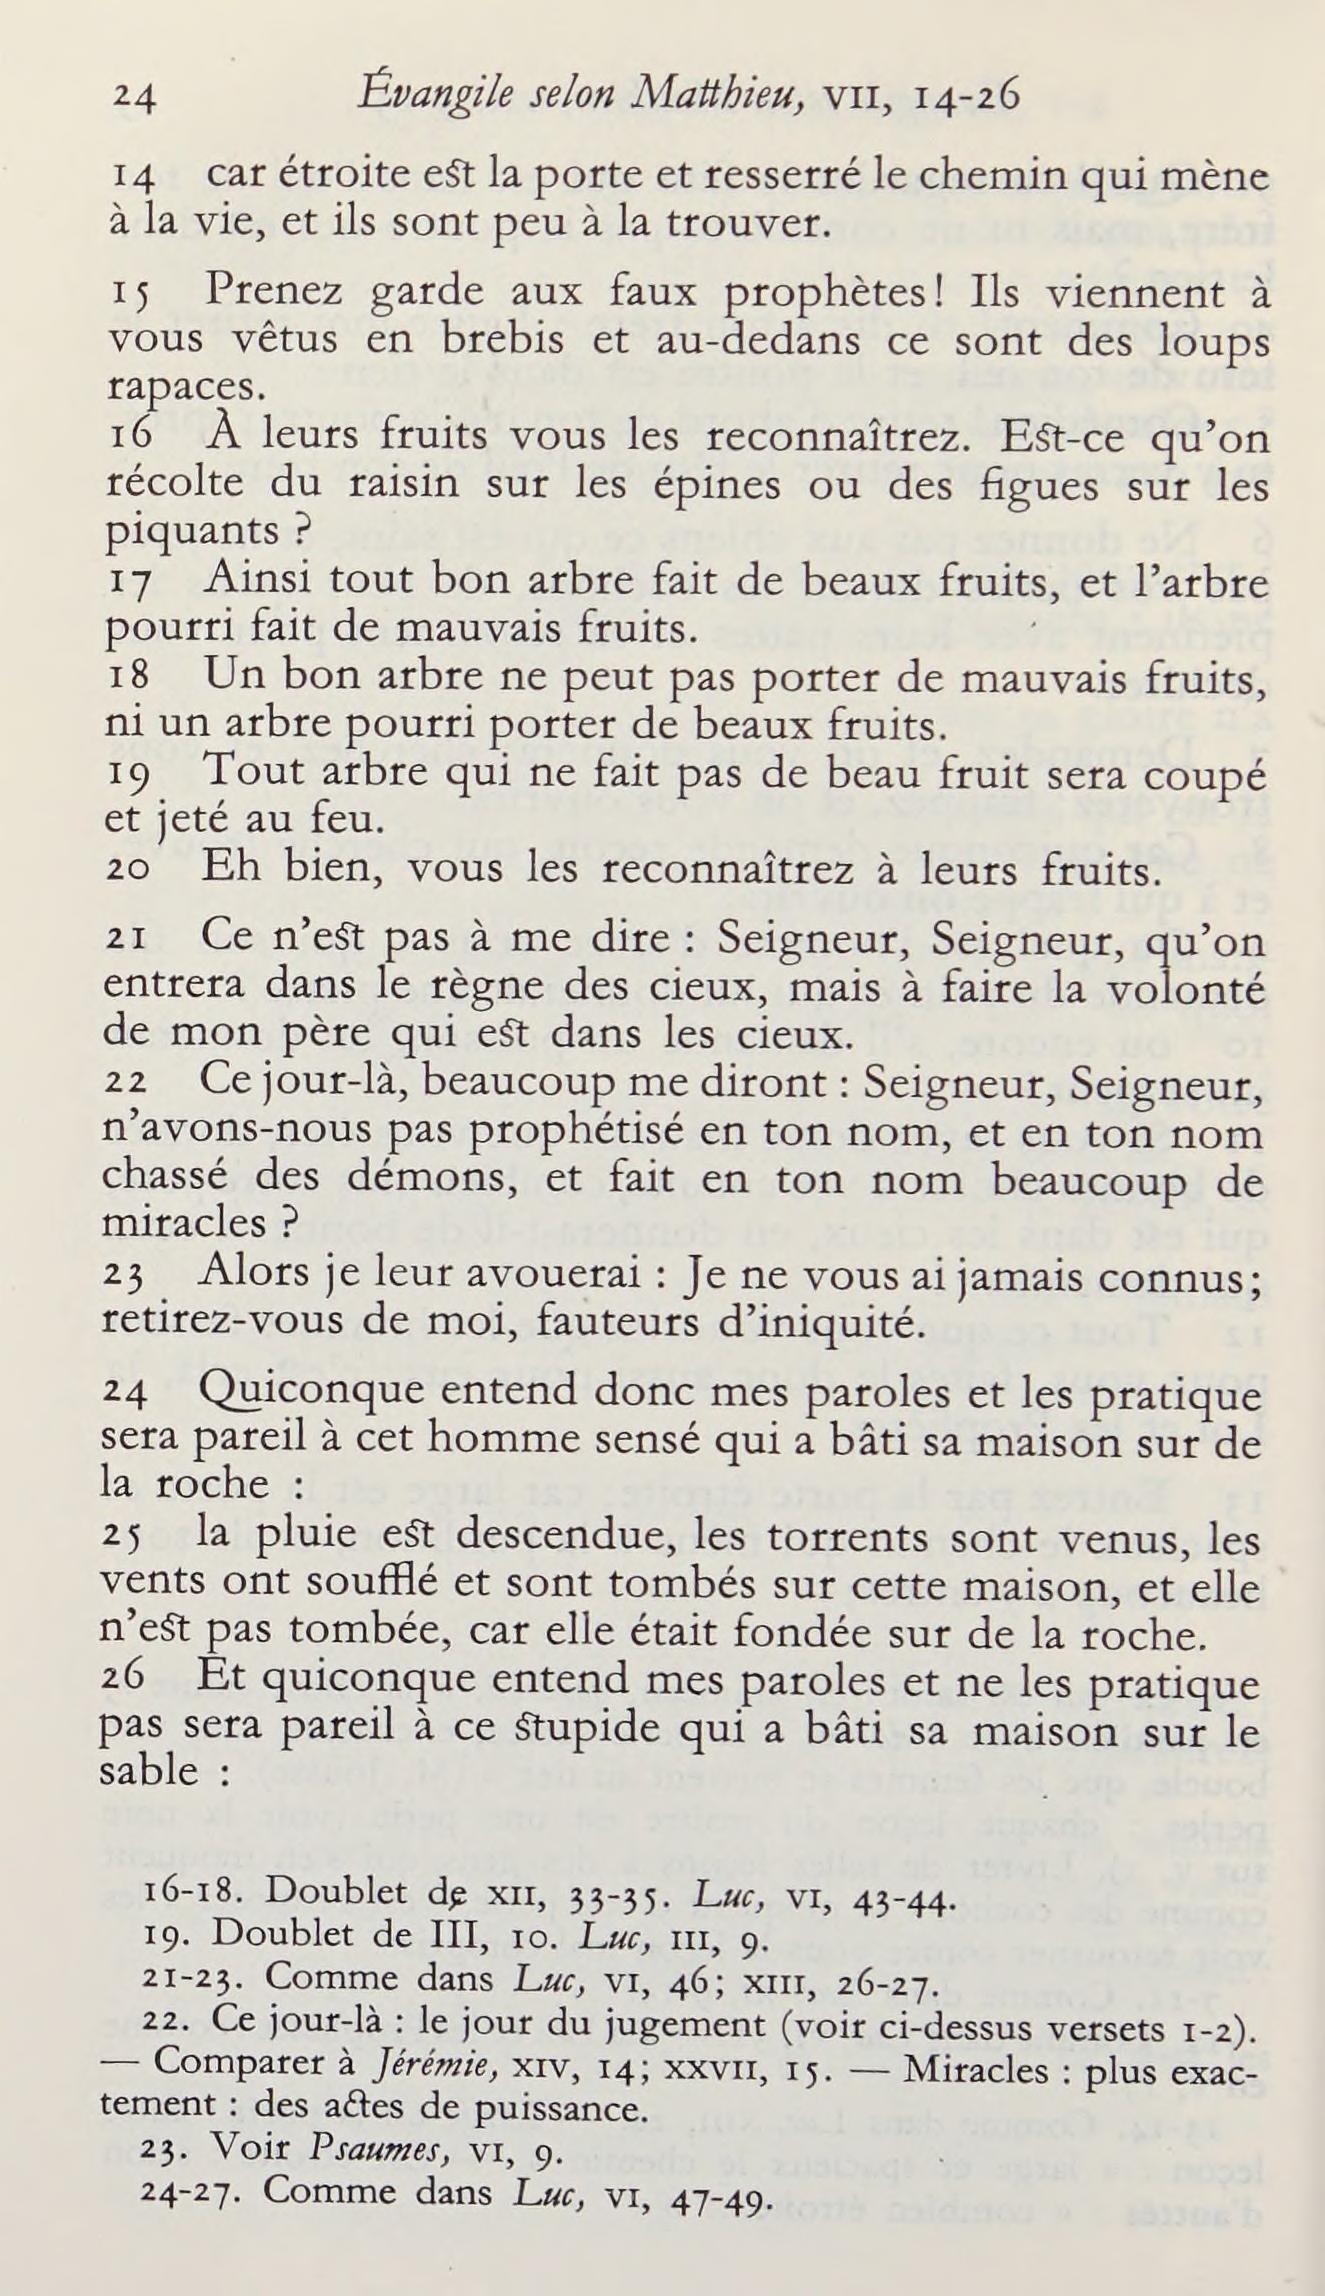 24 Évangile selon Matthieu, VII, 14-26
14 car étroite est la porte et resserré le chemin qui mène
à la vie, et ils sont peu à la trouver.
15 Prenez garde aux faux prophètes! Ils viennent à
vous vêtus en brebis et au-dedans ce sont des loups
rapaces.
16 À leurs fruits vous les reconnaîtrez. Est-ce qu’on
récolte du raisin sur les épines ou des figues sur les
piquants ?
17 Ainsi tout bon arbre fait de beaux fruits, et l’arbre
pourri fait de mauvais fruits.
18 Un bon arbre ne peut pas porter de mauvais fruits,
ni un arbre pourri porter de beaux fruits.
19 Tout arbre qui ne fait pas de beau fruit sera coupé
et jeté au feu.
20 Eh bien, vous les reconnaîtrez à leurs fruits.
21 Ce n’est pas à me dire : Seigneur, Seigneur, qu’on
entrera dans le règne des cieux, mais à faire la volonté
de mon père qui est dans les cieux.
22 Ce jour-là, beaucoup me diront : Seigneur, Seigneur,
n’avons-nous pas prophétisé en ton nom, et en ton nom
chassé des démons, et fait en ton nom beaucoup de
miracles ?
23 Alors je leur avouerai : Je ne vous ai jamais connus;
retirez-vous de moi, fauteurs d’iniquité.
24 Quiconque entend donc mes paroles et les pratique
sera pareil à cet homme sensé qui a bâti sa maison sur de
la roche :
25 la pluie est descendue, les torrents sont venus, les
vents ont soufflé et sont tombés sur cette maison, et elle
n’est pas tombée, car elle était fondée sur de la roche.
26 Et quiconque entend mes paroles et ne les pratique
pas sera pareil à ce stupide qui a bâti sa maison sur le
sable :
16-18. Doublet de XII, 33-35. Luc, VI, 43-44.
19. Doublet de III, 10. Luc, III, 9.
21-23. Comme dans Luc, VI, 46; XIII, 26-27.
22. Ce jour-là : le jour du jugement (voir ci-dessus versets 1-2).
— Comparer à Jérémie, XIV, 14; XXVII, 15. — Miracles : plus exac-
tement : des actes de puissance.
23. Voir Psaumes, VI, 9.
24-27. Comme dans Luc, VI, 47-49.